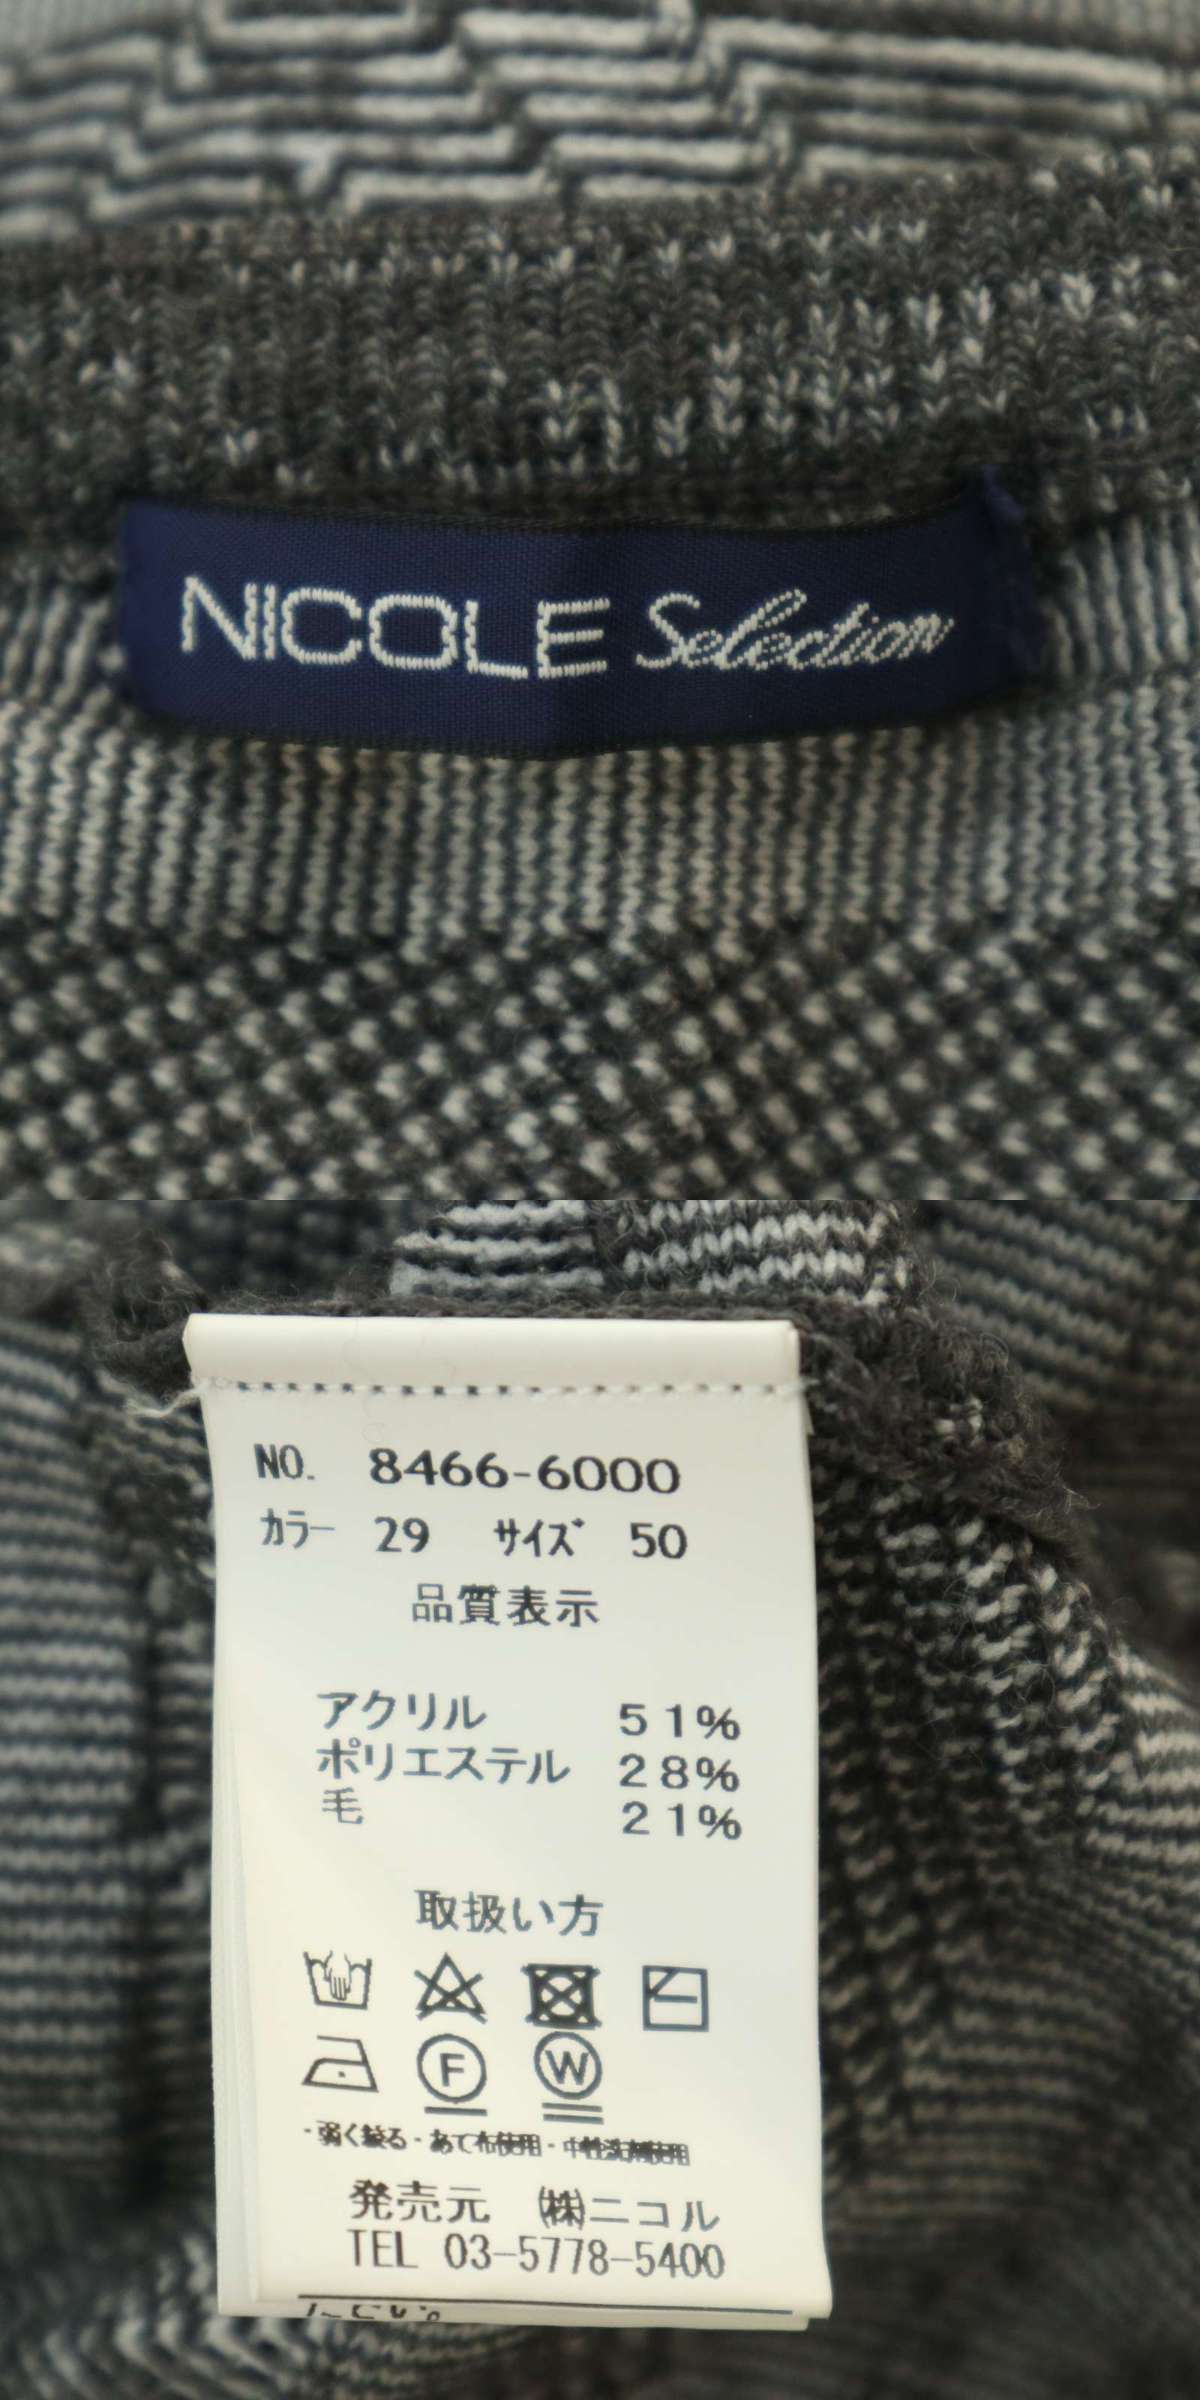 NICOLE Selection
NO. 8466-6000
カラー 29 サイズ 50
品質表示
アクリル 51%
ポリエステル 28%
毛 21%
取扱い方
F W
・弱く絞る・あて布使用・中性洗剤使用
発売元 ㈱ニコル
TEL 03-5778-5400